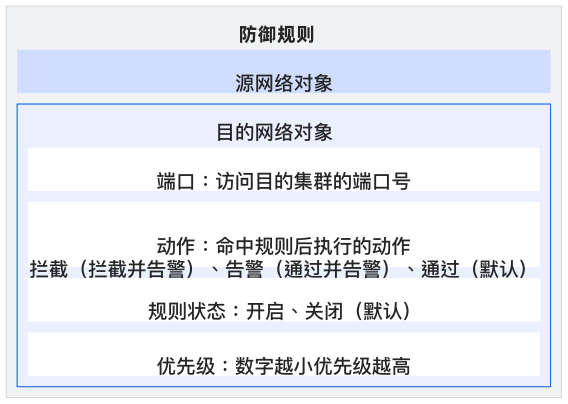 防御规则
源网络对象
目的网络对象
端口：访问目的集群的端口号
动作：命中规则后执行的动作
拦截（拦截并告警）、告警（通过并告警）、通过（默认）
规则状态：开启、关闭（默认）
优先级：数字越小优先级越高